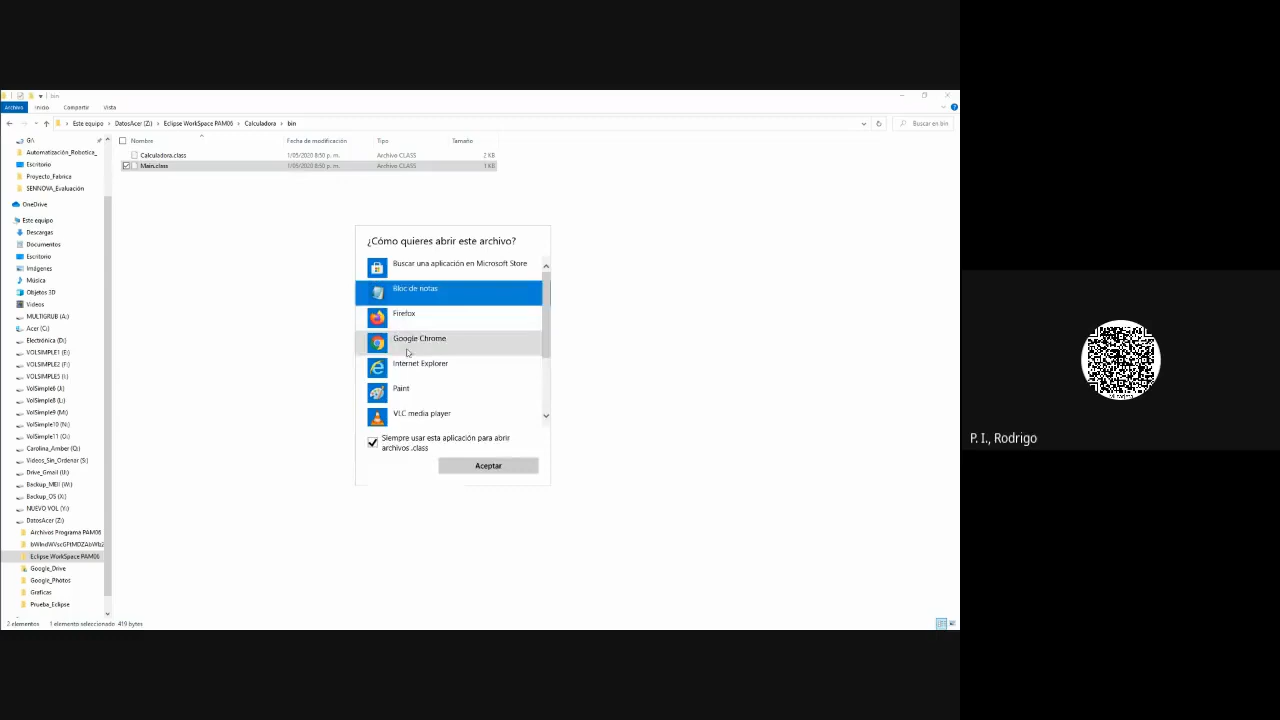 bin
Archivo Inicio Compartir Vista
Este equipo DatosAcer (Z:) Eclipse WorkSpace PAM06 Calculadora bin
Buscar en bin
Nombre Fecha de modificación Tipo Tamaño
Calculadora.class 1/05/2020 8:50 p. m. Archivo CLASS 2 KB
Main.class 1/05/2020 8:50 p. m. Archivo CLASS 1 KB
GA
Automatización_Robotica_
Escritorio
Proyecto_Fabrica
SENNOVA_Evaluación
OneDrive
Este equipo
Descargas
Documentos
Escritorio
Imágenes
Música
Objetos 3D
Videos
MULTIGRUB (A:)
Acer (C:)
Electrónica (D:)
VOLSIMPLE1 (E:)
VOLSIMPLE2 (F:)
VOLSIMPLE5 (I:)
VolSimple6 (J:)
VolSimple8 (L:)
VolSimple9 (M:)
VolSimple10 (N:)
VolSimple11 (O:)
Carolina_Amber (Q:)
Videos_Sin_Ordenar (S:)
Drive_Gmail (U:)
Backup_MEII (W:)
Backup_OS (X:)
NUEVO VOL (Y:)
DatosAcer (Z:)
Archivos Programa PAM06
Eclipse WorkSpace PAM06
Google_Drive
Google_Photos
Graficas
Prueba_Eclipse
¿Cómo quieres abrir este archivo?
Buscar una aplicación en Microsoft Store
Bloc de notas
Firefox
Google Chrome
Internet Explorer
Paint
VLC media player
Siempre usar esta aplicación para abrir
archivos .class
Aceptar
2 elementos 1 elemento seleccionado 419 bytes
P. I., Rodrigo